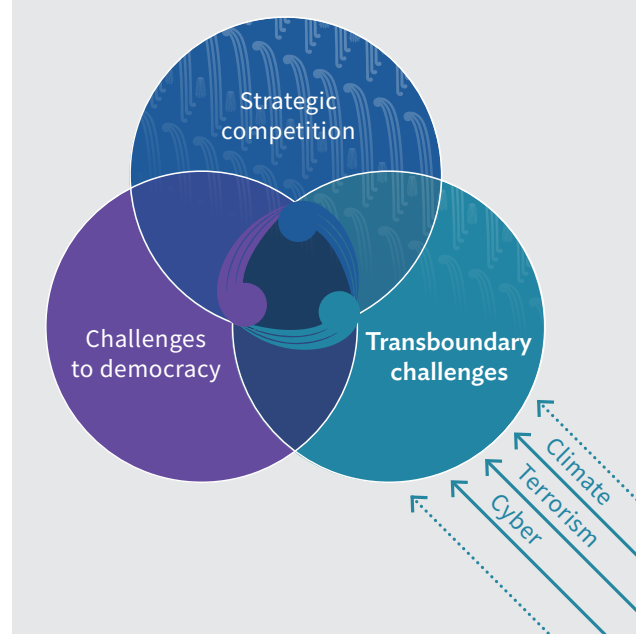 Strategic
competition
Challenges
to democracy
Transboundary
challenges
Climate
Terrorism
Cyber